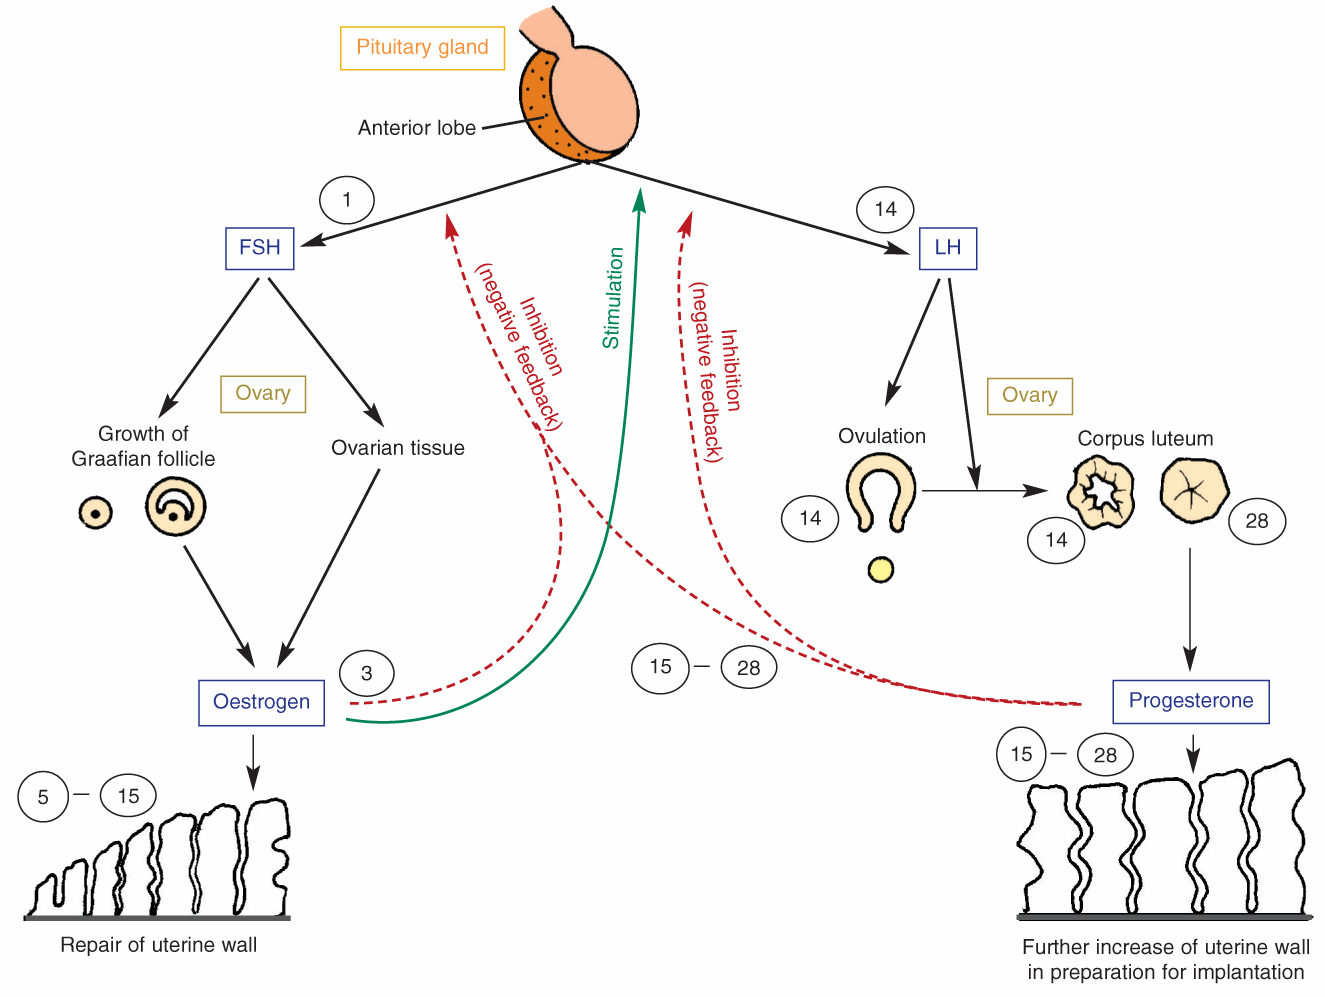 Pituitary gland
Anterior lobe
1
14
FSH
LH
Inhibition
(negative feedback)
Stimulation
Inhibition
(negative feedback)
Ovary
Ovary
Growth of
Graafian follicle
Ovarian tissue
Ovulation
Corpus luteum
14
14
28
3
15 – 28
Oestrogen
Progesterone
5 – 15
15 – 28
Repair of uterine wall
Further increase of uterine wall
in preparation for implantation